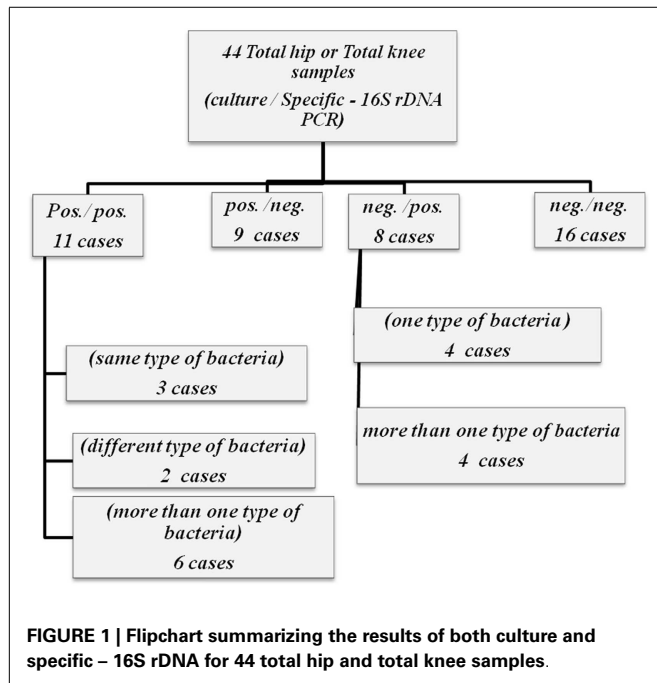 44 Total hip or Total knee
samples
(culture / Specific - 16S rDNA
PCR)
Pos./pos.
11 cases
pos./neg.
9 cases
neg./pos.
8 cases
neg./neg.
16 cases
(same type of bacteria)
3 cases
(different type of bacteria)
2 cases
(more than one type of
bacteria)
6 cases
(one type of bacteria)
4 cases
more than one type of bacteria
4 cases
FIGURE 1 | Flipchart summarizing the results of both culture and
specific – 16S rDNA for 44 total hip and total knee samples.